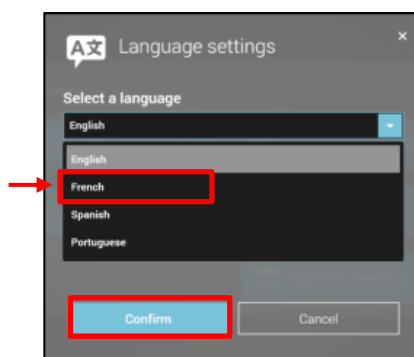 A文 Language settings
×
Select a language
English
English
French
Spanish
Portuguese
Confirm Cancel